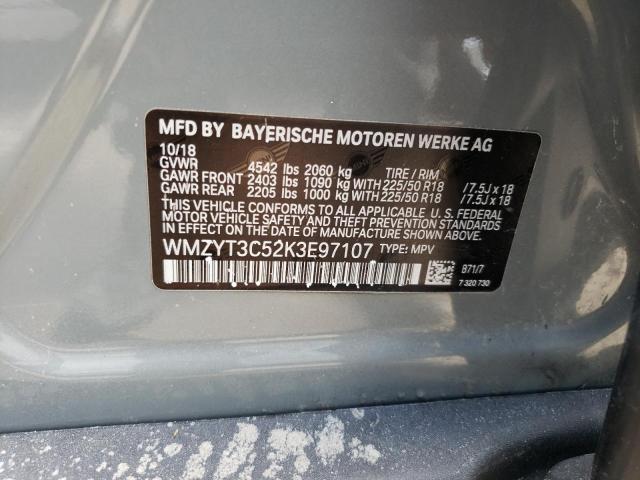 MFD BY BAYERISCHE MOTOREN WERKE AG
10/18
GVWR 4542 lbs 2060 kg TIRE / RIM
GAWR FRONT 2403 lbs 1090 kg WITH 225/50 R18 /7.5J x 18
GAWR REAR 2205 lbs 1000 kg WITH 225/50 R18 /7.5J x 18
THIS VEHICLE CONFORMS TO ALL APPLICABLE U. S. FEDERAL
MOTOR VEHICLE SAFETY AND THEFT PREVENTION STANDARDS
IN EFFECT ON THE DATE OF MANUFACTURE SHOWN ABOVE.
WMZYT3C52K3E97107 TYPE: MPV
B71/7
7 320 730